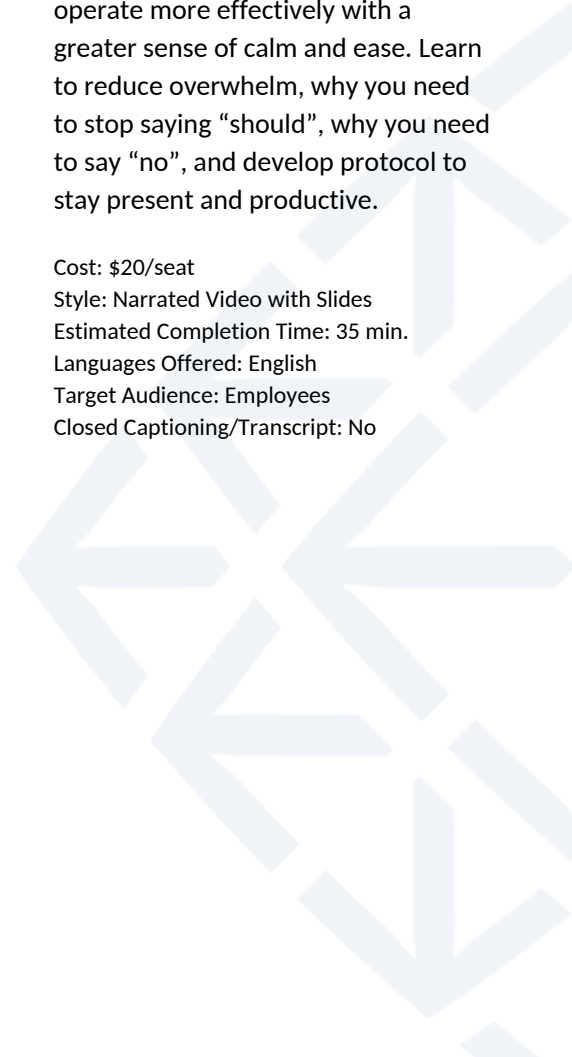 operate more effectively with a
greater sense of calm and ease. Learn
to reduce overwhelm, why you need
to stop saying “should”, why you need
to say “no”, and develop protocol to
stay present and productive.
Cost: $20/seat
Style: Narrated Video with Slides
Estimated Completion Time: 35 min.
Languages Offered: English
Target Audience: Employees
Closed Captioning/Transcript: No